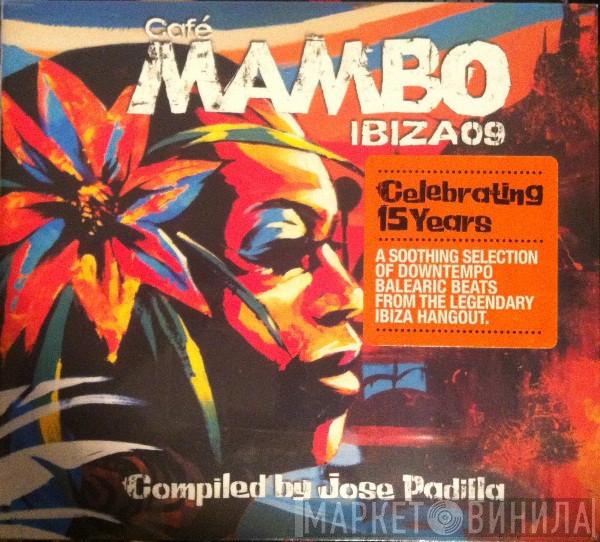 Café
MAMBO
IBIZA09
Celebrating
15 Years
A SOOTHING SELECTION
OF DOWNTEMPO
BALEARIC BEATS
FROM THE LEGENDARY
IBIZA HANGOUT.
Compiled by Jose Padilla
МАРКЕТ ВИНИЛА